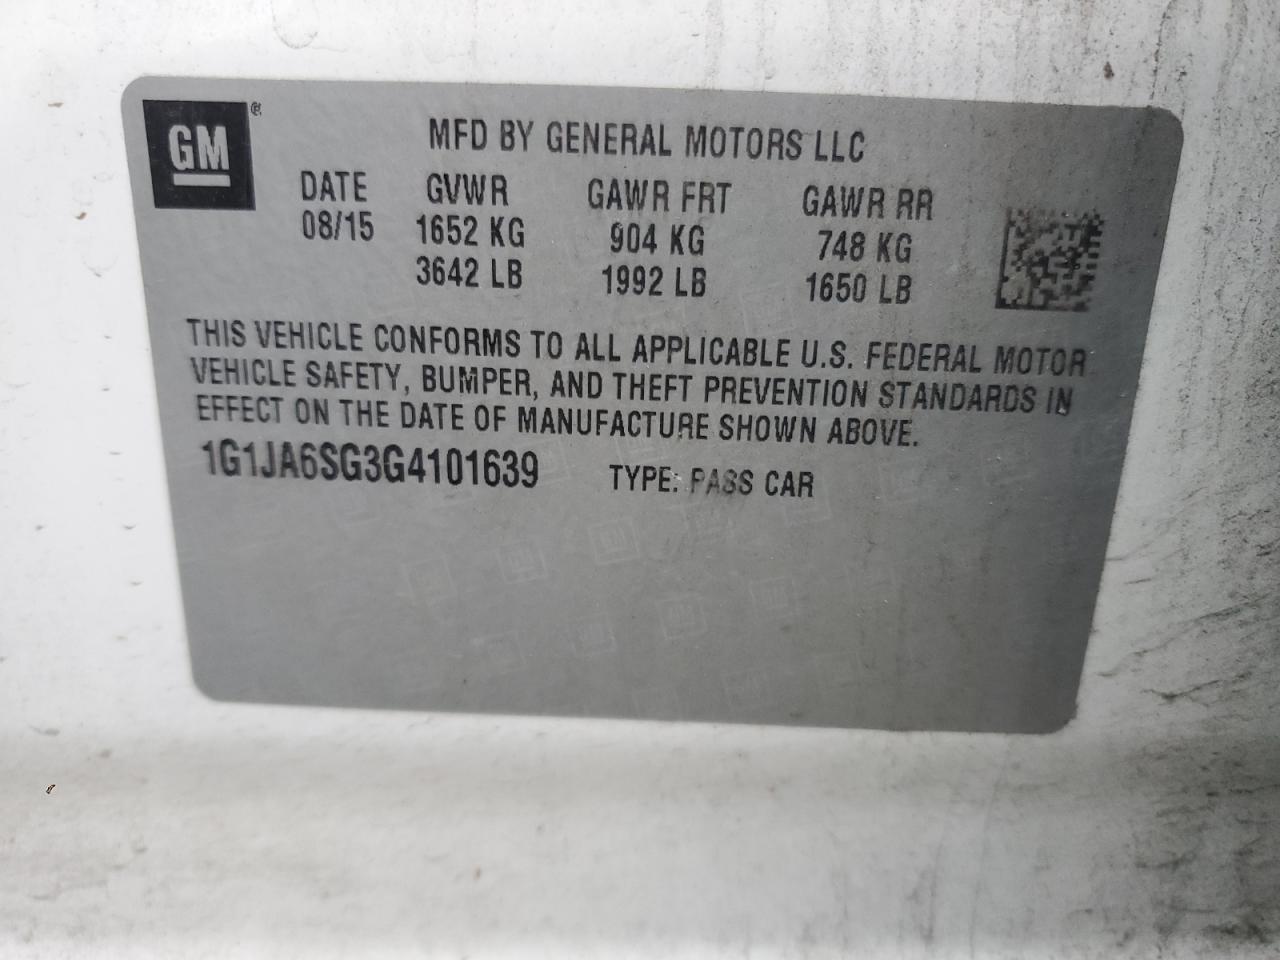 GM ®
MFD BY GENERAL MOTORS LLC
DATE GVWR GAWR FRT GAWR RR
08/15 1652 KG 904 KG 748 KG
3642 LB 1992 LB 1650 LB
THIS VEHICLE CONFORMS TO ALL APPLICABLE U.S. FEDERAL MOTOR
VEHICLE SAFETY, BUMPER, AND THEFT PREVENTION STANDARDS IN
EFFECT ON THE DATE OF MANUFACTURE SHOWN ABOVE.
1G1JA6SG3G4101639 TYPE: PASS CAR